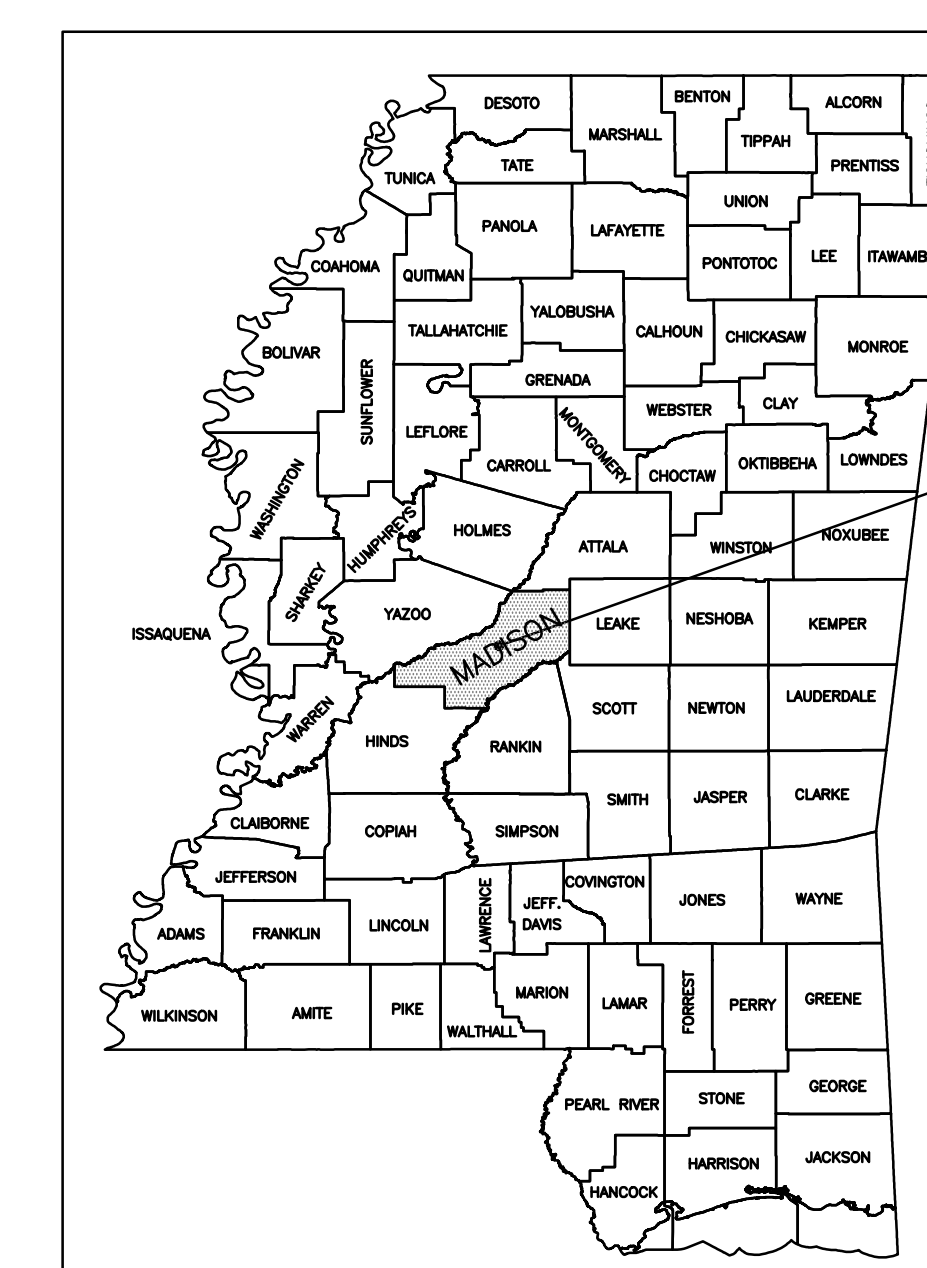 DESOTO
BENTON
ALCORN
MARSHALL
TIPPAH
TATE
PRENTISS
TUNICA
UNION
PANOLA
LAFAYETTE
LEE
ITAWAMB
PONTOTOC
COAHOMA
QUITMAN
YALOBUSHA
TALLAHATCHIE
CALHOUN
CHICKASAW
MONROE
BOLIVAR
GRENADA
SUNFLOWER
WEBSTER
CLAY
LEFLORE
MONTGOMERY
CARROLL
CHOCTAW
OKTIBBEHA
LOWNDES
WASHINGTON
HUMPHREYS
HOLMES
ATTALA
WINSTON
NOXUBEE
SHARKEY
YAZOO
MADISON
LEAKE
NESHOBA
KEMPER
ISSAQUENA
WARREN
SCOTT
NEWTON
LAUDERDALE
HINDS
RANKIN
SMITH
JASPER
CLARKE
CLAIBORNE
COPIAH
SIMPSON
JEFFERSON
COVINGTON
LAWRENCE
JEFF.
DAVIS
JONES
WAYNE
ADAMS
FRANKLIN
LINCOLN
MARION
LAMAR
FORREST
PERRY
GREENE
WILKINSON
AMITE
PIKE
WALTHALL
PEARL RIVER
STONE
GEORGE
HANCOCK
HARRISON
JACKSON